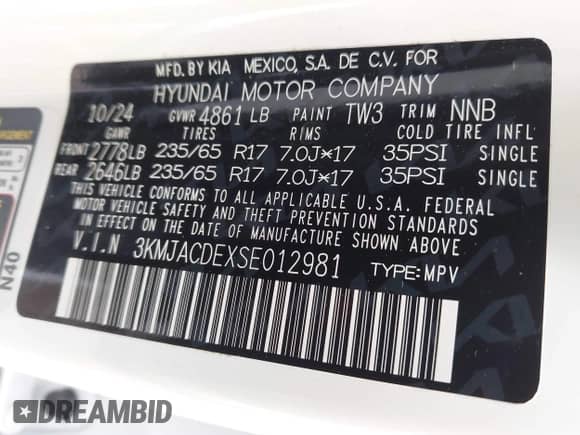 MFD. BY KIA MEXICO, S.A. DE C.V. FOR
HYUNDAI MOTOR COMPANY
10/24 GVWR 4861 LB PAINT TW3 TRIM NNB
GAWR TIRES RIMS COLD TIRE INFL
FRONT 2778LB 235/65 R17 7.0J×17 35PSI SINGLE
REAR 2646LB 235/65 R17 7.0J×17 35PSI SINGLE
THIS VEHICLE CONFORMS TO ALL APPLICABLE U.S.A. FEDERAL
MOTOR VEHICLE SAFETY AND THEFT PREVENTION STANDARDS
IN EFFECT ON THE DATE OF MANUFACTURE SHOWN ABOVE.
V.I.N 3KMJACDEXSE012981 TYPE:MPV
N40
DREAMBID